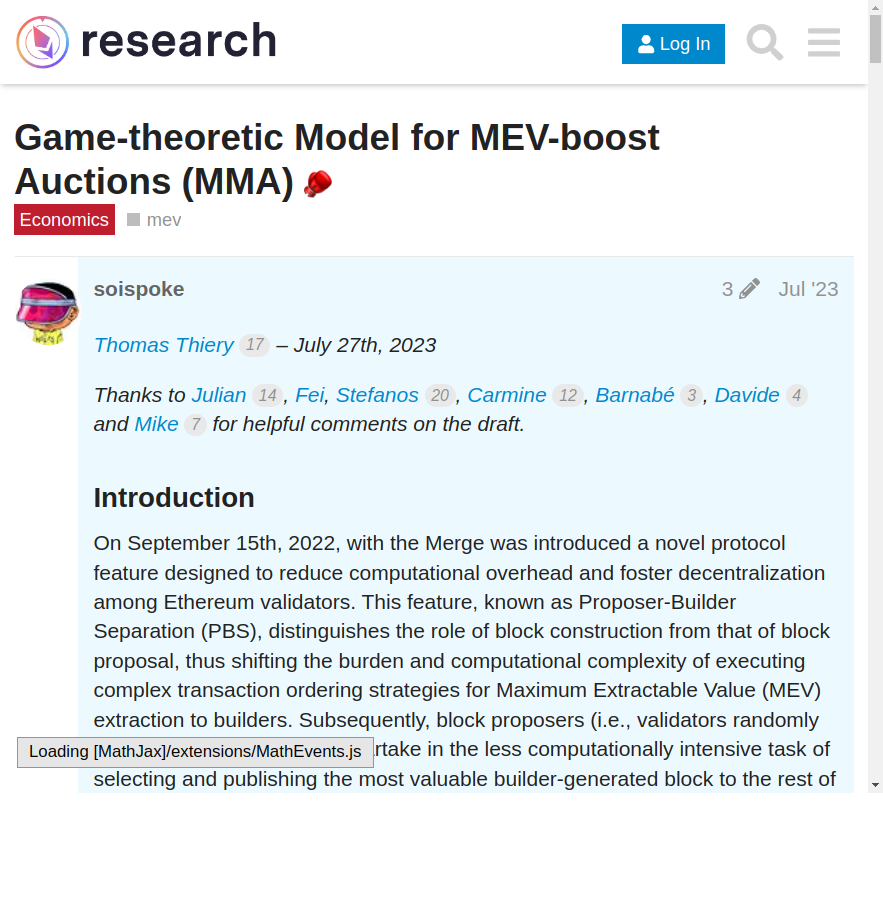 research
Log In
Game-theoretic Model for MEV-boost
Auctions (MMA)
Economics mev
soispoke 3 Jul '23
Thomas Thiery 17 – July 27th, 2023
Thanks to Julian 14, Fei, Stefanos 20, Carmine 12, Barnabé 3, Davide 4
and Mike 7 for helpful comments on the draft.
Introduction
On September 15th, 2022, with the Merge was introduced a novel protocol
feature designed to reduce computational overhead and foster decentralization
among Ethereum validators. This feature, known as Proposer-Builder
Separation (PBS), distinguishes the role of block construction from that of block
proposal, thus shifting the burden and computational complexity of executing
complex transaction ordering strategies for Maximum Extractable Value (MEV)
extraction to builders. Subsequently, block proposers (i.e., validators randomly
Loading [MathJax]/extensions/MathEvents.js rtake in the less computationally intensive task of
selecting and publishing the most valuable builder-generated block to the rest of